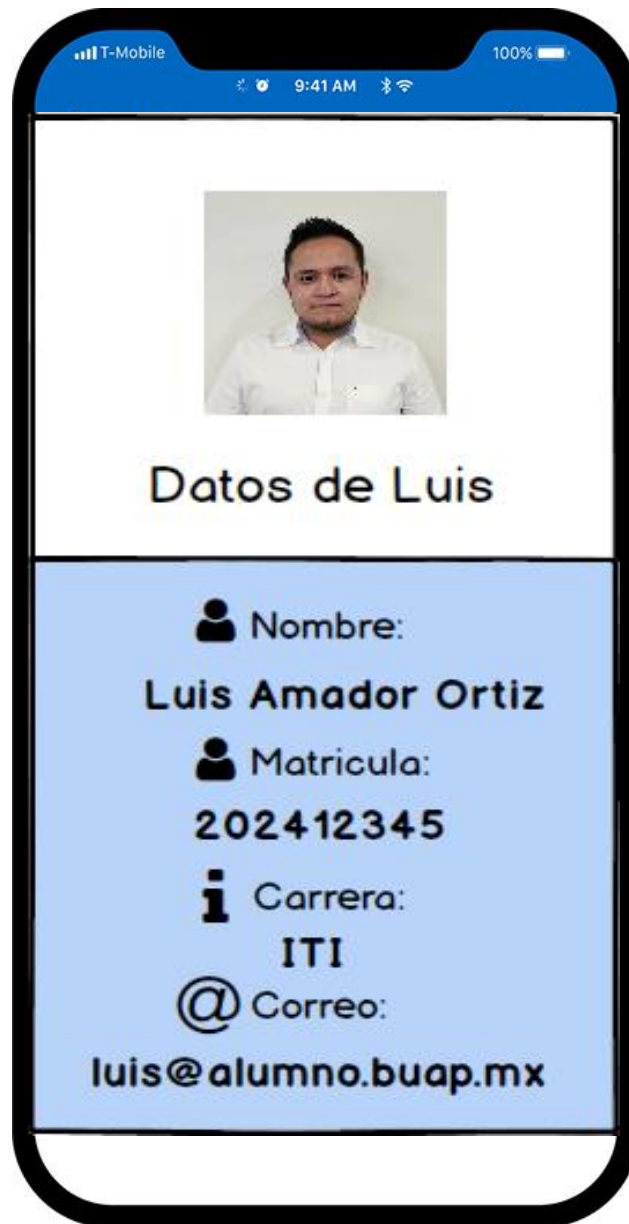 T-Mobile 100%
9:41 AM
Datos de Luis
Nombre:
Luis Amador Ortiz
Matricula:
202412345
Carrera:
ITI
@ Correo:
luis@alumno.buap.mx